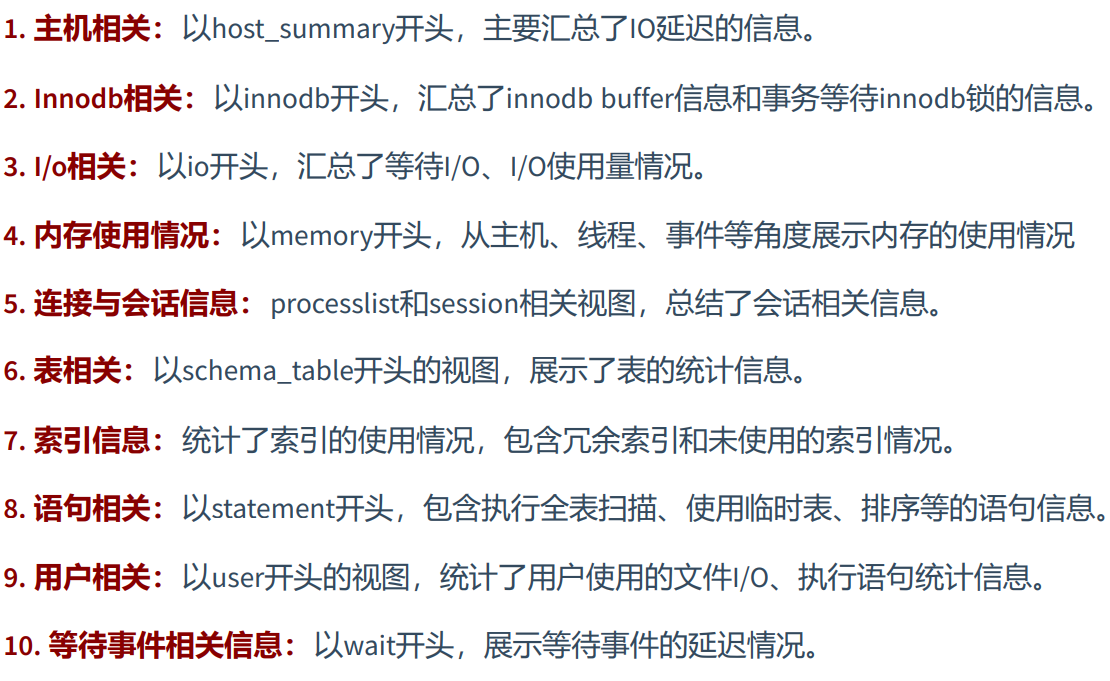 1. 主机相关：以host_summary开头，主要汇总了IO延迟的信息。
2. Innodb相关：以innodb开头，汇总了innodb buffer信息和事务等待innodb锁的信息。
3. I/o相关：以io开头，汇总了等待I/O、I/O使用量情况。
4. 内存使用情况：以memory开头，从主机、线程、事件等角度展示内存的使用情况
5. 连接与会话信息：processlist和session相关视图，总结了会话相关信息。
6. 表相关：以schema_table开头的视图，展示了表的统计信息。
7. 索引信息：统计了索引的使用情况，包含冗余索引和未使用的索引情况。
8. 语句相关：以statement开头，包含执行全表扫描、使用临时表、排序等的语句信息。
9. 用户相关：以user开头的视图，统计了用户使用的文件I/O、执行语句统计信息。
10. 等待事件相关信息：以wait开头，展示等待事件的延迟情况。